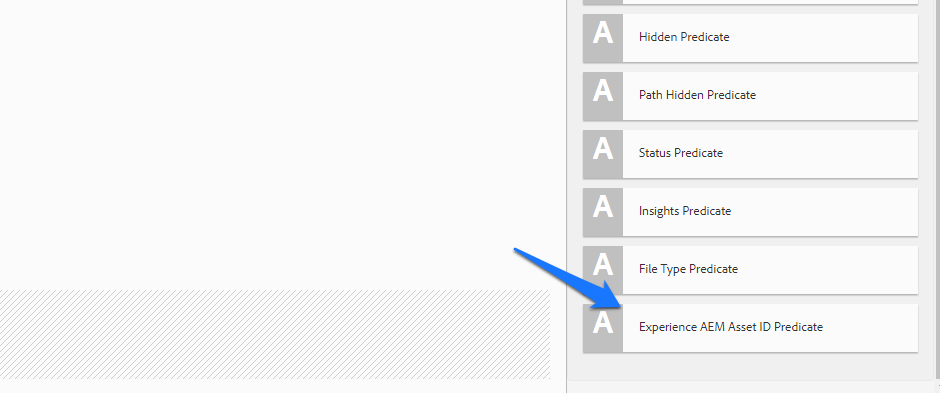 A Hidden Predicate
A Path Hidden Predicate
A Status Predicate
A Insights Predicate
A File Type Predicate
A Experience AEM Asset ID Predicate